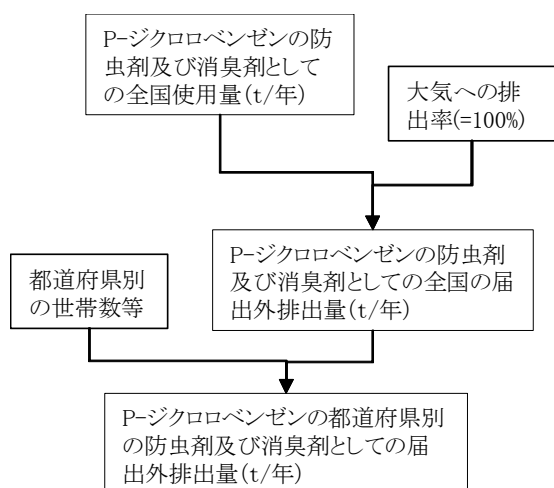 P-ジクロロベンゼンの防
虫剤及び消臭剤として
の全国使用量(t/年)
大気への排
出率(=100%)
P-ジクロロベンゼンの防虫剤
及び消臭剤としての全国の届
出外排出量(t/年)
都道府県別
の世帯数等
P-ジクロロベンゼンの都道府県別
の防虫剤及び消臭剤としての届
出外排出量(t/年)